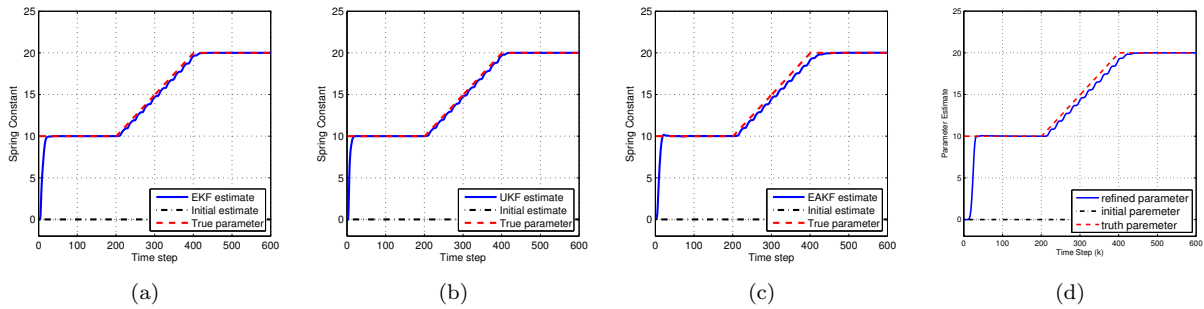 25
20
15
10
5
0
Spring Constant
EKF estimate
Initial estimate
True parameter
0 100 200 300 400 500 600
Time step
(a)
25
20
15
10
5
0
Spring Constant
UKF estimate
Initial estimate
True parameter
0 100 200 300 400 500 600
Time step
(b)
25
20
15
10
5
0
Spring Constant
EAKF estimate
Initial estimate
True parameter
0 100 200 300 400 500 600
Time step
(c)
25
20
15
10
5
0
Parameter Estimate
refined parameter
initial paremeter
truth paremeter
0 100 200 300 400 500 600
Time Step (k)
(d)